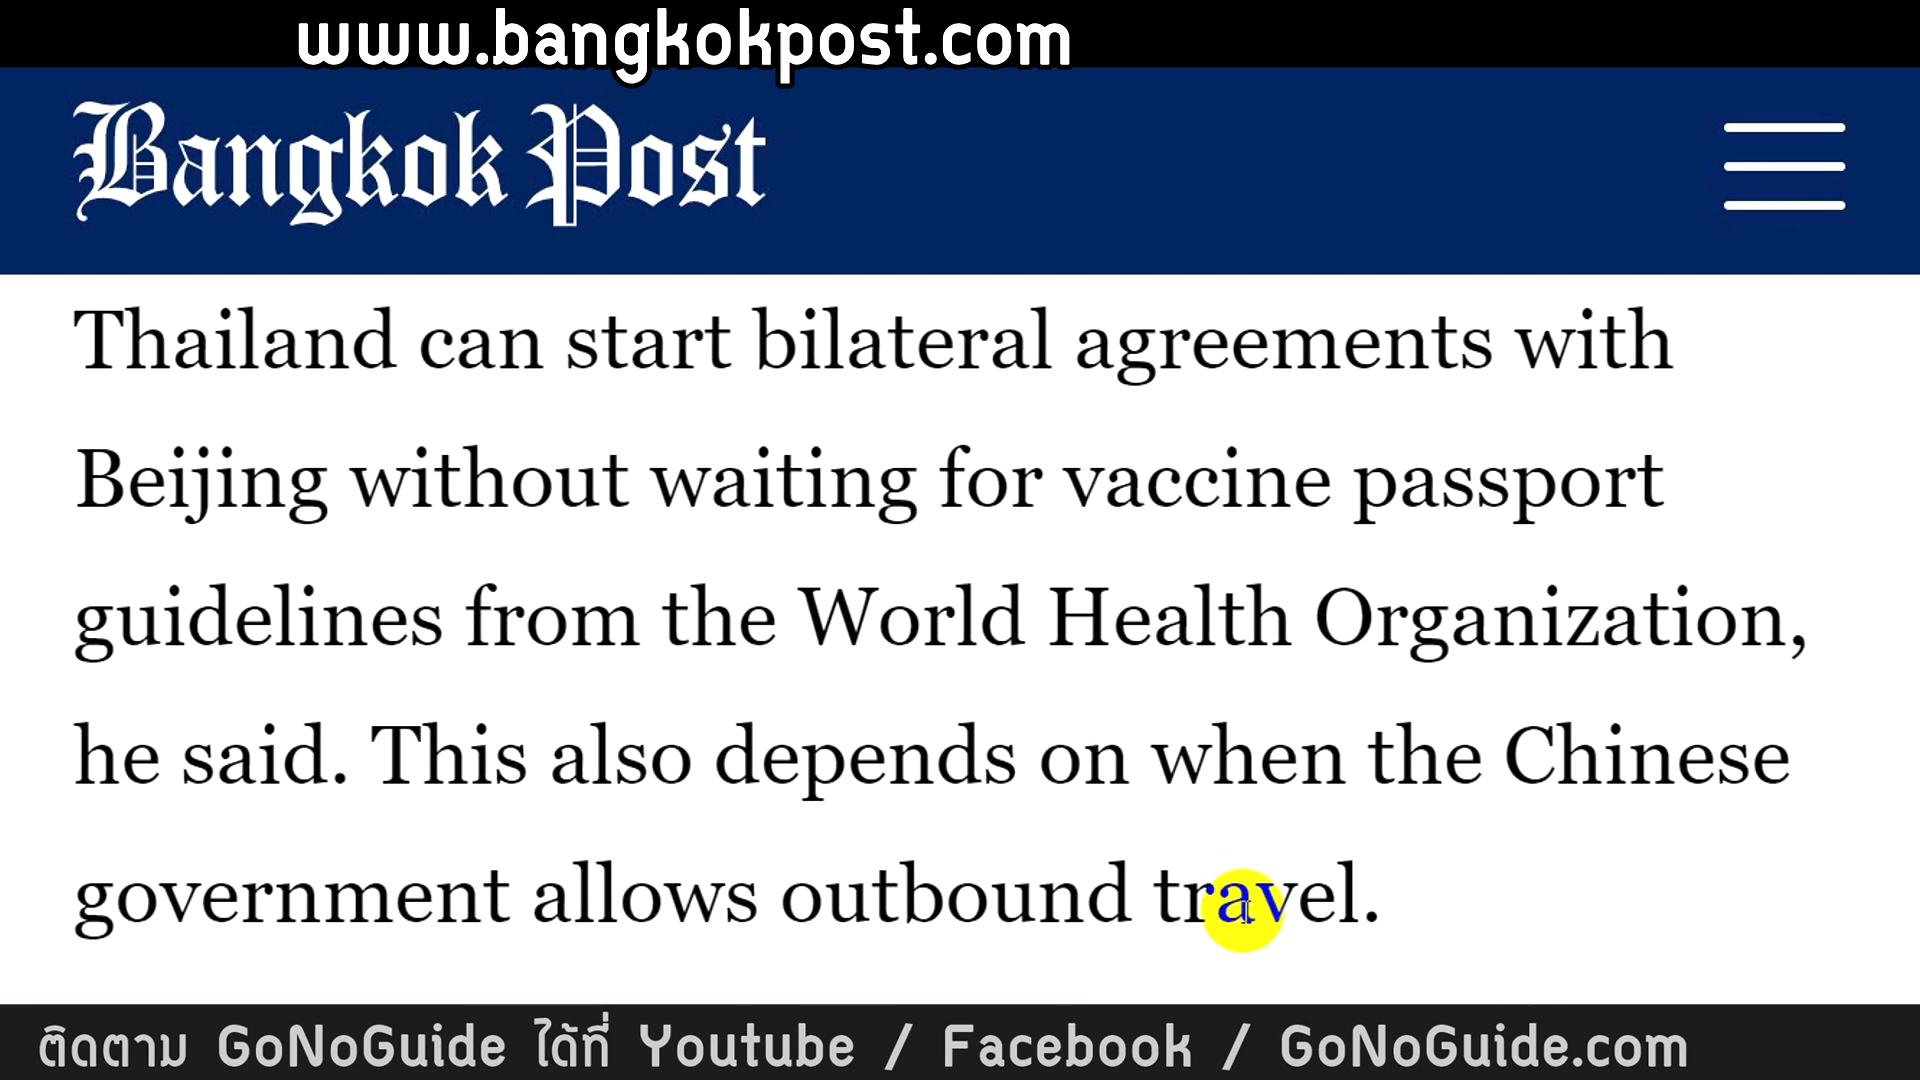 www.bangkokpost.com
Bangkok Post
Thailand can start bilateral agreements with
Beijing without waiting for vaccine passport
guidelines from the World Health Organization,
he said. This also depends on when the Chinese
government allows outbound travel.
ติดตาม GoNoGuide ได้ที่ Youtube / Facebook / GoNoGuide.com